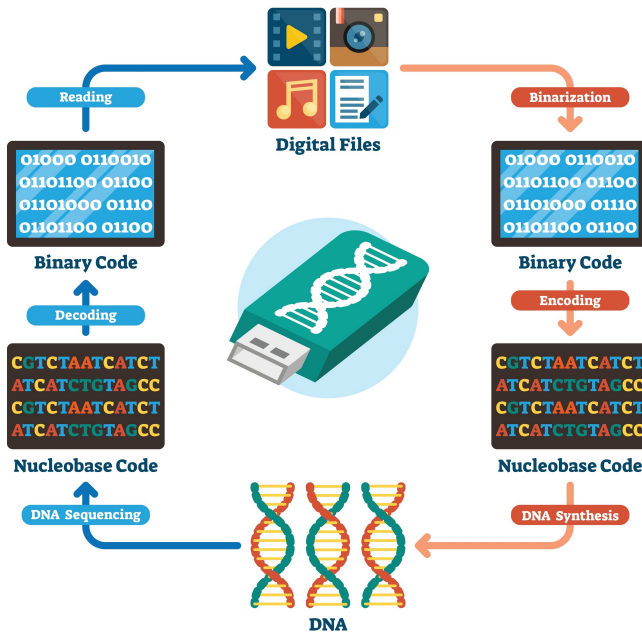 Reading
Binarization
Digital Files
01000 0110010
01101100 01100
01101000 01110
01101100 01100
Binary Code
01000 0110010
01101100 01100
01101000 01110
01101100 01100
Binary Code
Decoding
Encoding
CGTCTAATCATCT
ATCATCTGTAGCC
CGTCTAATCATCT
ATCATCTGTAGCC
Nucleobase Code
CGTCTAATCATCT
ATCATCTGTAGCC
CGTCTAATCATCT
ATCATCTGTAGCC
Nucleobase Code
DNA Sequencing
DNA Synthesis
DNA